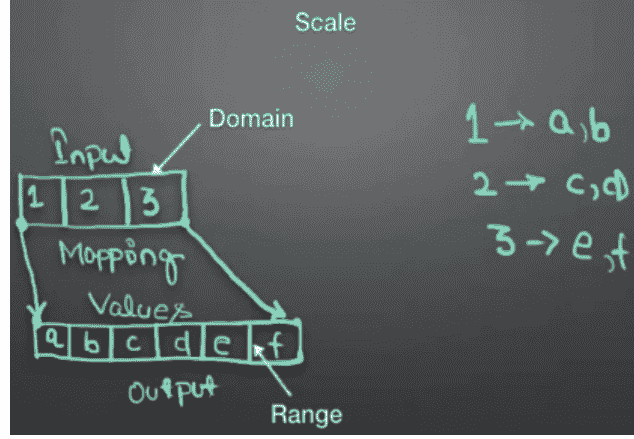 Scale
Domain
Input
1 2 3
Mapping
Values
a b c d e f
Output
Range
1 → a,b
2 → c,d
3 → e,f